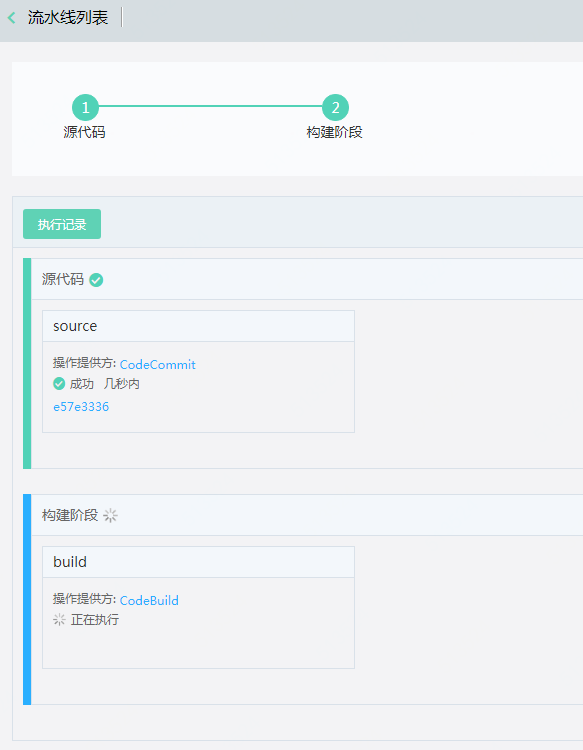 流水线列表
1
2
源代码
构建阶段
执行记录
源代码
source
操作提供方: CodeCommit
成功 几秒内
e57e3336
构建阶段
build
操作提供方: CodeBuild
正在执行